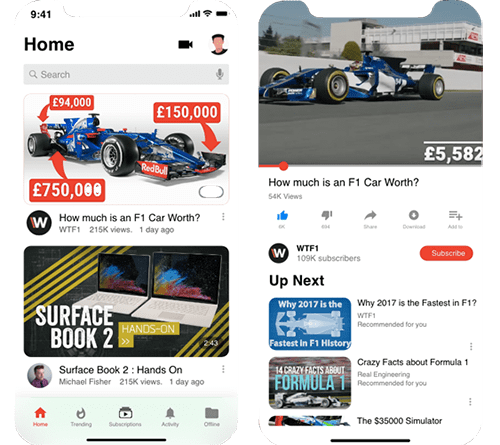 9:41
Home
Search
£94,000
£150,000
RedBull
£750,000
How much is an F1 Car Worth?
WTF1 215K views. 1 day ago
SURFACE
BOOK 2
HANDS-ON
2:43
Surface Book 2 : Hands On
Michael Fisher 215K views. 1 day ago
Home
Trending
Subscriptions
Activity
Offline
£5,582
How much is an F1 Car Worth?
54K Views
6K
694
Share
Download
Add to
WTF1
109K subscribers
Subscribe
Up Next
Why 2017 is the
Fastest in F1 History
Why 2017 is the Fastest in F1?
WTF1
Recommended for you
14 CRAZY FACTS ABOUT
FORMULA 1
Crazy Facts about Formula 1
Real Engineering
Recommended for you
The $35000 Simulator